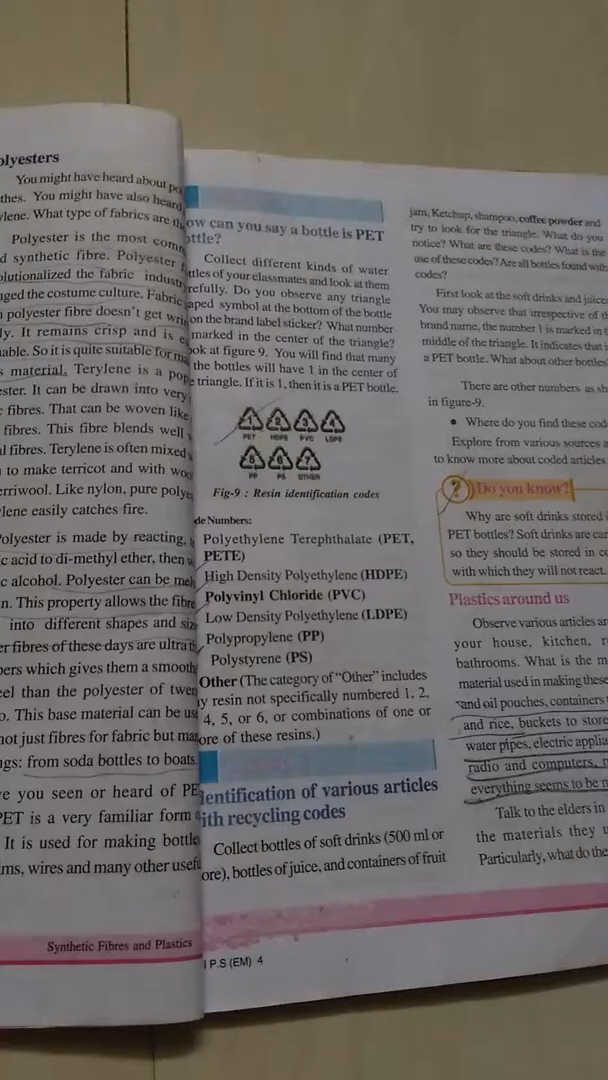 olyesters
You might have heard about
thes. You might have also heard
ylene. What type of fabrics are
Polyester is the most
d synthetic fibre. Polyester
olutionalized the fabric
nged the costume culture. Fabric
polyester fibre doesn't get
ly. It remains crisp and is
able. So it is quite suitable for
s material. Terylene is a
ester. It can be drawn into very
fibres. That can be woven like
fibres. This fibre blends well
al fibres. Terylene is often mixed
to make terricot and with
erriwool. Like nylon, pure
ylene easily catches fire.
Polyester is made by reacting,
c acid to di-methyl ether, then
c alcohol. Polyester can be
n. This property allows the fibre
into different shapes and
er fibres of these days are
bers which gives them a smooth
eel than the polyester of
o. This base material can be
not just fibres for fabric but
ngs: from soda bottles to boats.
ve you seen or heard of PE
PET is a very familiar form
It is used for making bottle
ms, wires and many other
Synthetic Fibres and Plastics
ow can you say a bottle is PET
ottle?
Collect different kinds of water
ttles of your classmates and look at them
refully. Do you observe any triangle
aped symbol at the bottom of the bottle
on the brand label sticker? What number
marked in the center of the triangle?
ook at figure 9. You will find that many
the bottles will have 1 in the center of
e triangle. If it is 1, then it is a PET bottle.
1 2 3 4
PET HDPE PVC LDPE
5 6 7
PP PS OTHER
Fig-9 : Resin identification codes
de Numbers:
Polyethylene Terephthalate (PET,
PETE)
High Density Polyethylene (HDPE)
Polyvinyl Chloride (PVC)
Low Density Polyethylene (LDPE)
Polypropylene (PP)
Polystyrene (PS)
Other (The category of "Other" includes
y resin not specifically numbered 1, 2,
4, 5, or 6, or combinations of one or
ore of these resins.)
lentification of various articles
ith recycling codes
Collect bottles of soft drinks (500 ml or
ore), bottles of juice, and containers of fruit
I P.S (EM) 4
jam, Ketchup, shampoo, coffee powder and
try to look for the triangle. What do you
notice? What are these codes? What is the
use of these codes? Are all bottles found with
codes?
First look at the soft drinks and juice
You may observe that irrespective of th
brand name, the number 1 is marked in t
middle of the triangle. It indicates that i
a PET bottle. What about other bottles
There are other numbers as sh
in figure-9.
• Where do you find these cod
Explore from various sources a
to know more about coded articles
? Do you know?
Why are soft drinks stored i
PET bottles? Soft drinks are car
so they should be stored in co
with which they will not react.
Plastics around us
Observe various articles ar
your house, kitchen, r
bathrooms. What is the m
material used in making these
and oil pouches, containers
and rice, buckets to store
water pipes, electric applia
radio and computers,
everything seems to be
Talk to the elders in
the materials they u
Particularly, what do the